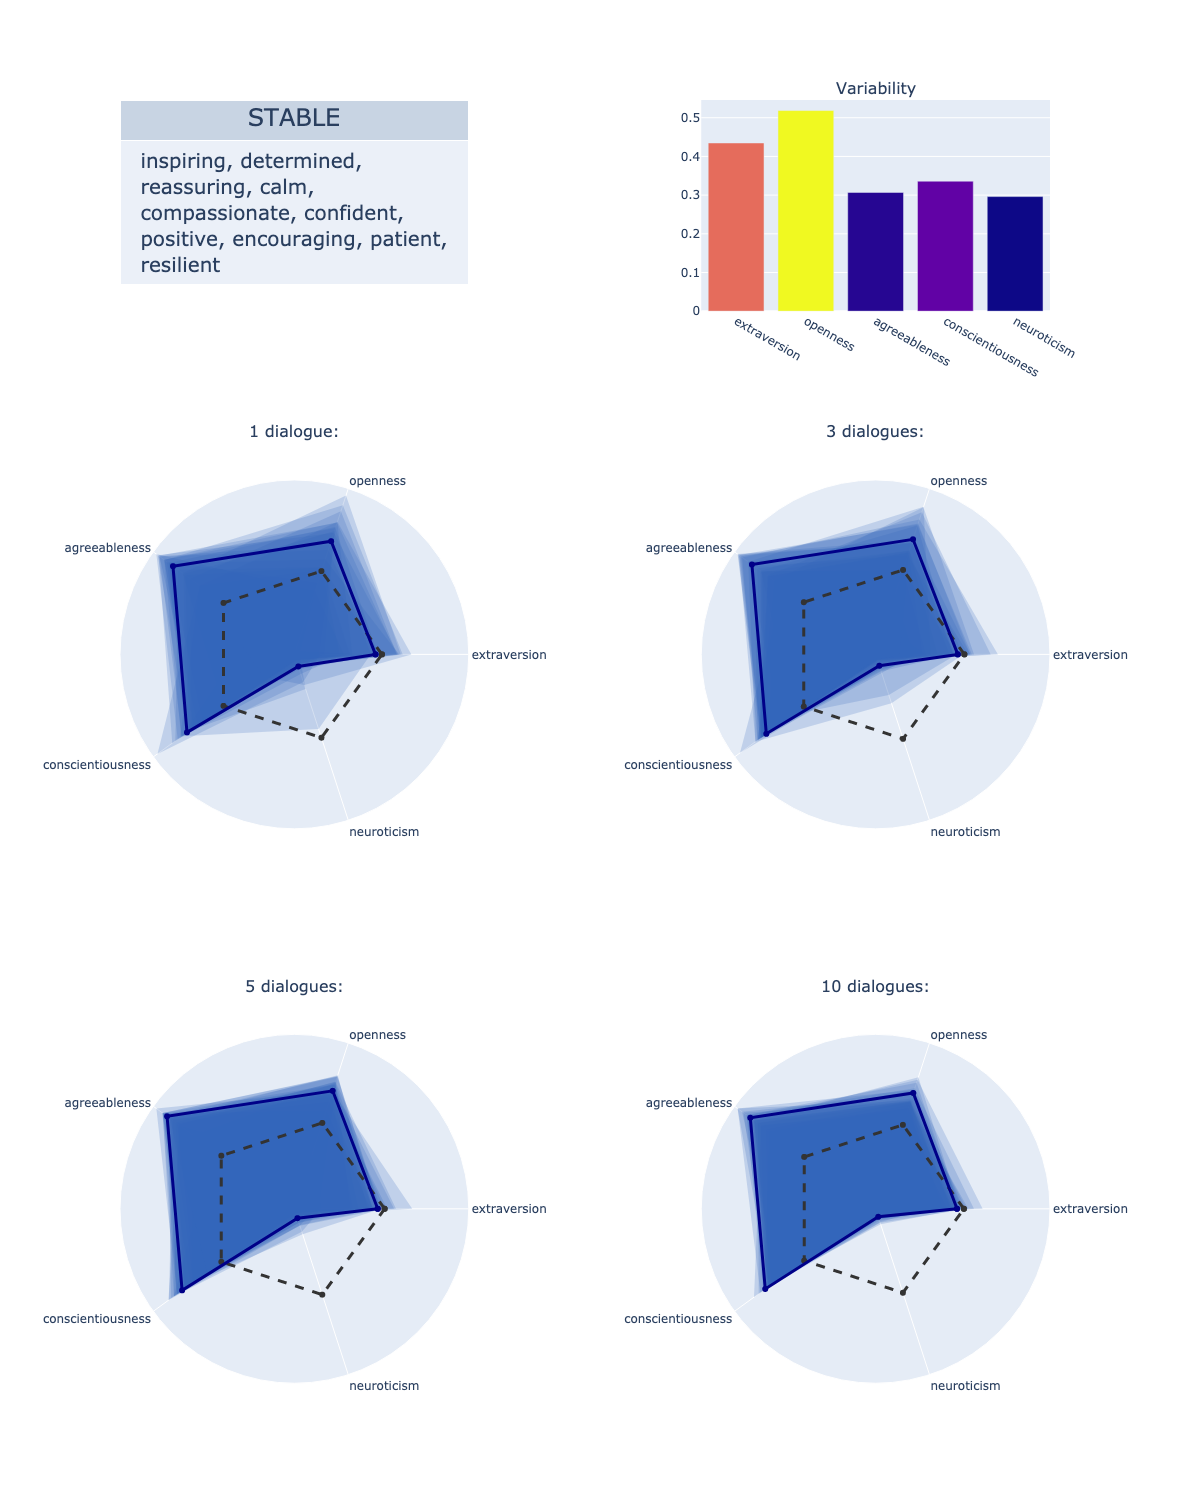 STABLE
inspiring, determined,
reassuring, calm,
compassionate, confident,
positive, encouraging, patient,
resilient
Variability
0.5
0.4
0.3
0.2
0.1
0
extraversion
openness
agreeableness
conscientiousness
neuroticism
1 dialogue:
openness
agreeableness
extraversion
conscientiousness
neuroticism
3 dialogues:
openness
agreeableness
extraversion
conscientiousness
neuroticism
5 dialogues:
openness
agreeableness
extraversion
conscientiousness
neuroticism
10 dialogues:
openness
agreeableness
extraversion
conscientiousness
neuroticism